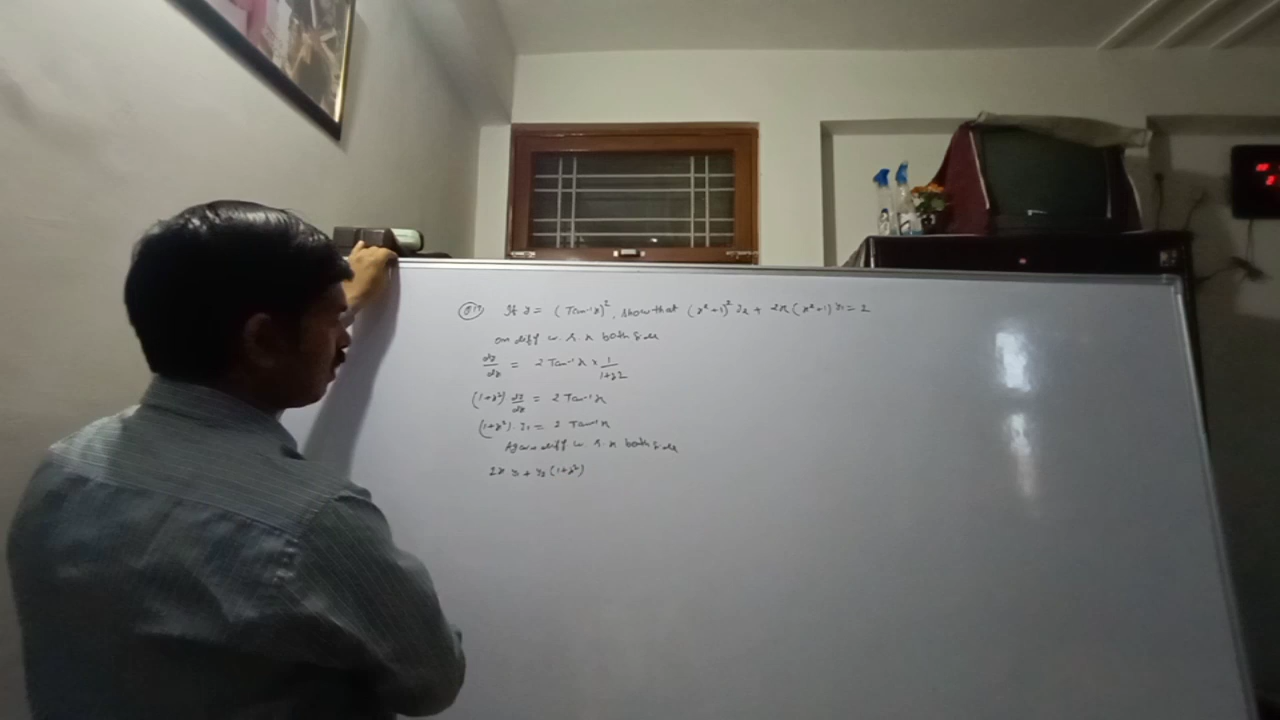 Q17 If y = (Tan⁻¹x)², show that (x²+1)² y₂ + 2x(x²+1) y₁ = 2
on diff w. r. x both side
dy/dx = 2 Tan⁻¹x × 1/1+x2
(1+x²) dy/dx = 2 Tan⁻¹x
(1+x²). y₁ = 2 Tan⁻¹x
Again diff w. r. x both side
2x y₁ + y₂ (1+x²)